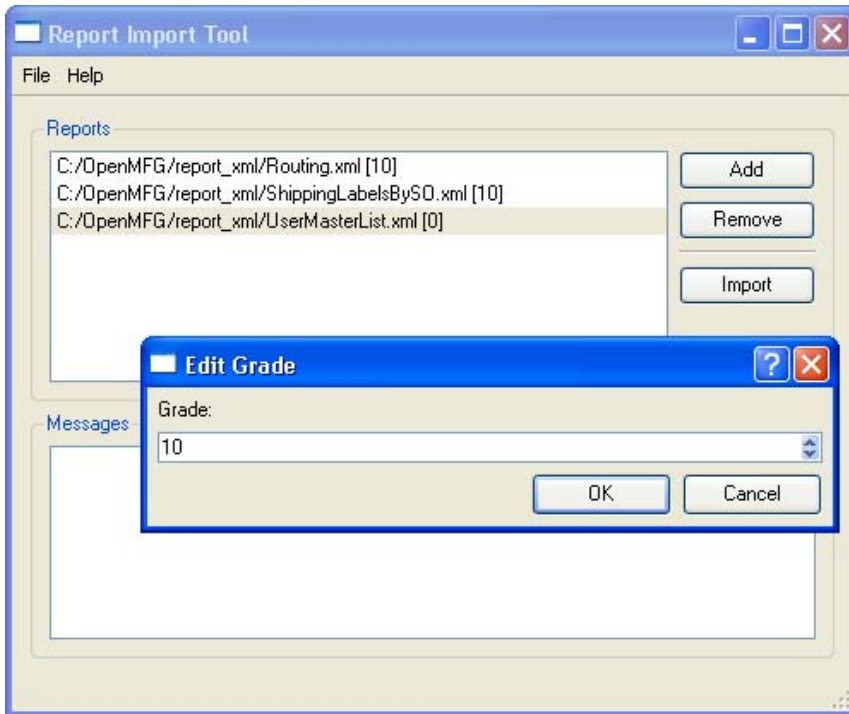 Report Import Tool
File Help
Reports
C:/OpenMFG/report_xml/Routing.xml [10]
C:/OpenMFG/report_xml/ShippingLabelsBySO.xml [10]
C:/OpenMFG/report_xml/UserMasterList.xml [0]
Add
Remove
Import
Edit Grade
Grade:
10
OK Cancel
Messages